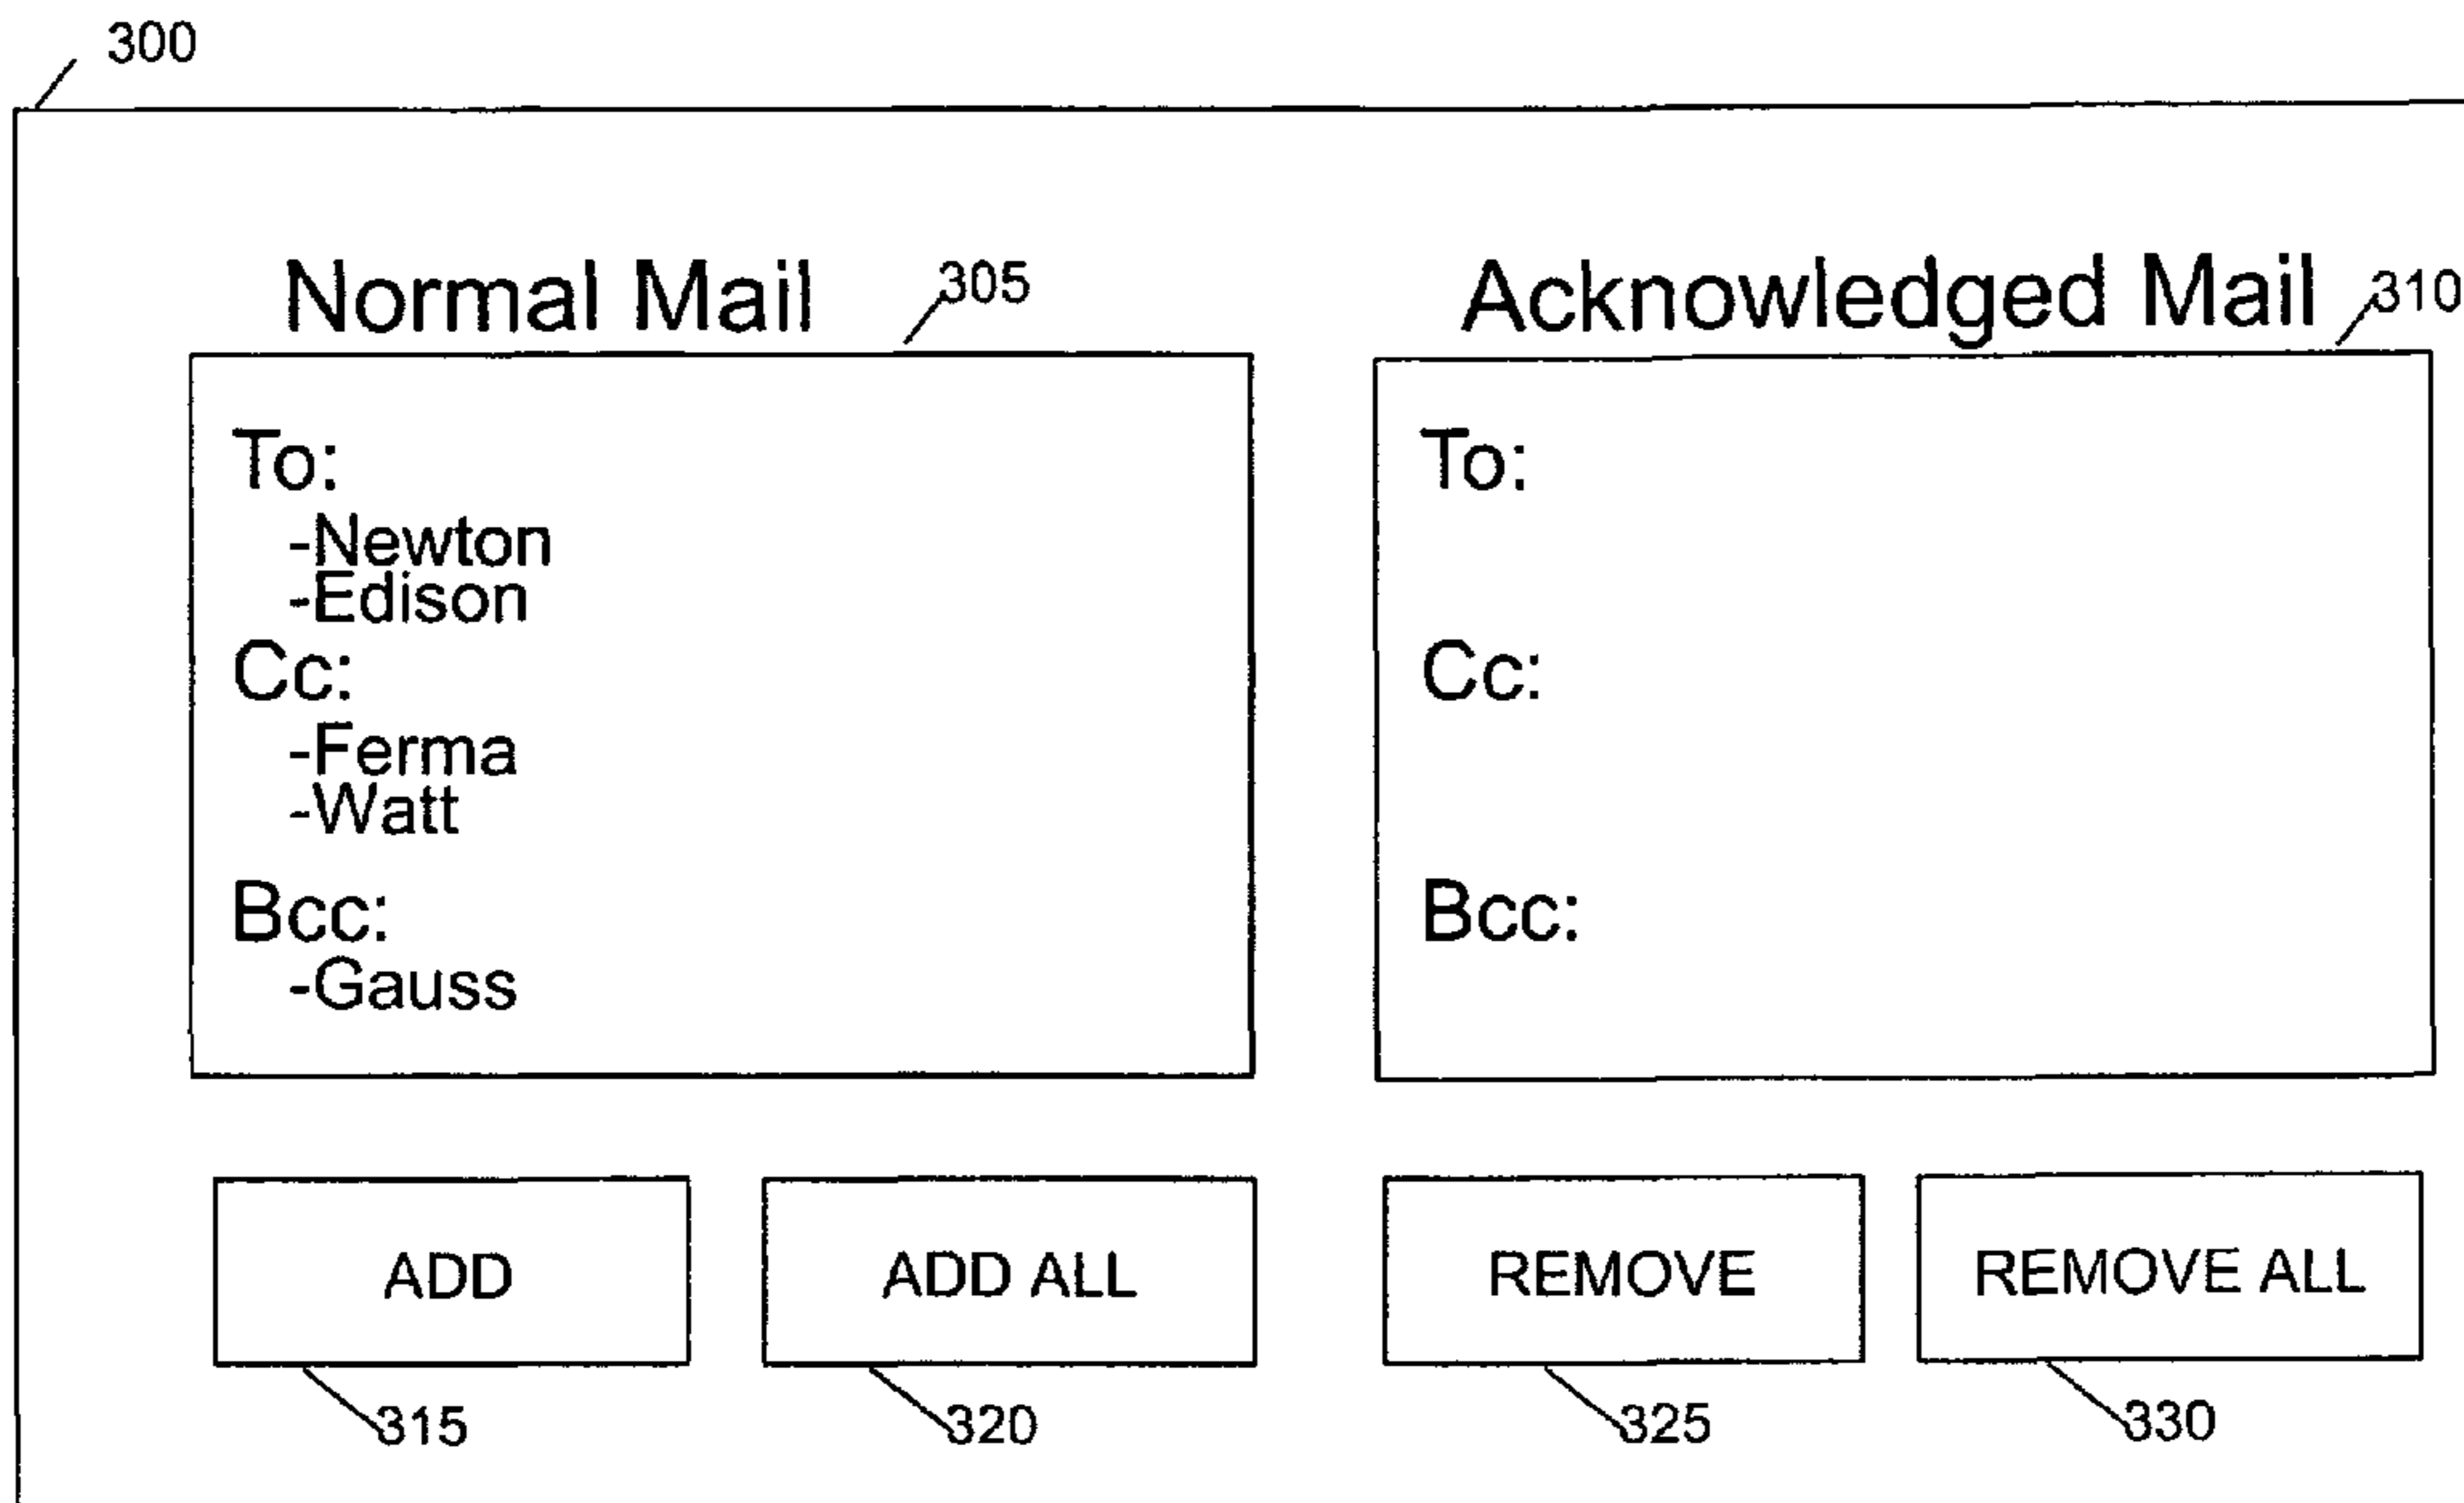 300
Normal Mail
305
Acknowledged Mail
310
To:
-Newton
-Edison
Cc:
-Ferma
-Watt
Bcc:
-Gauss
To:
Cc:
Bcc:
ADD
ADD ALL
REMOVE
REMOVE ALL
315
320
325
330